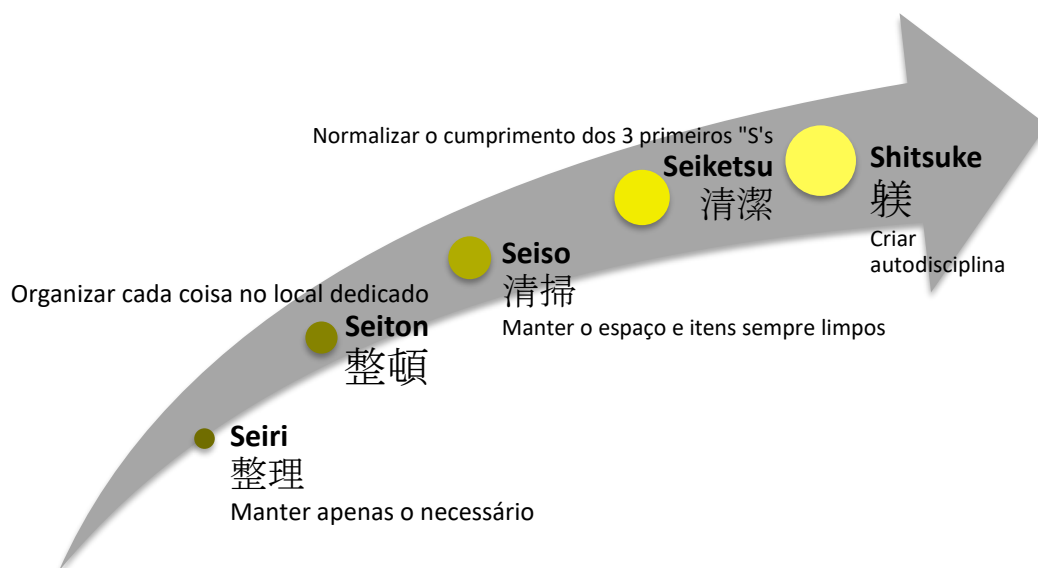 Normalizar o cumprimento dos 3 primeiros "S's
Seiketsu
清潔
Shitsuke
躾
Criar
autodisciplina
Seiso
清掃
Manter o espaço e itens sempre limpos
Organizar cada coisa no local dedicado
Seiton
整頓
Seiri
整理
Manter apenas o necessário